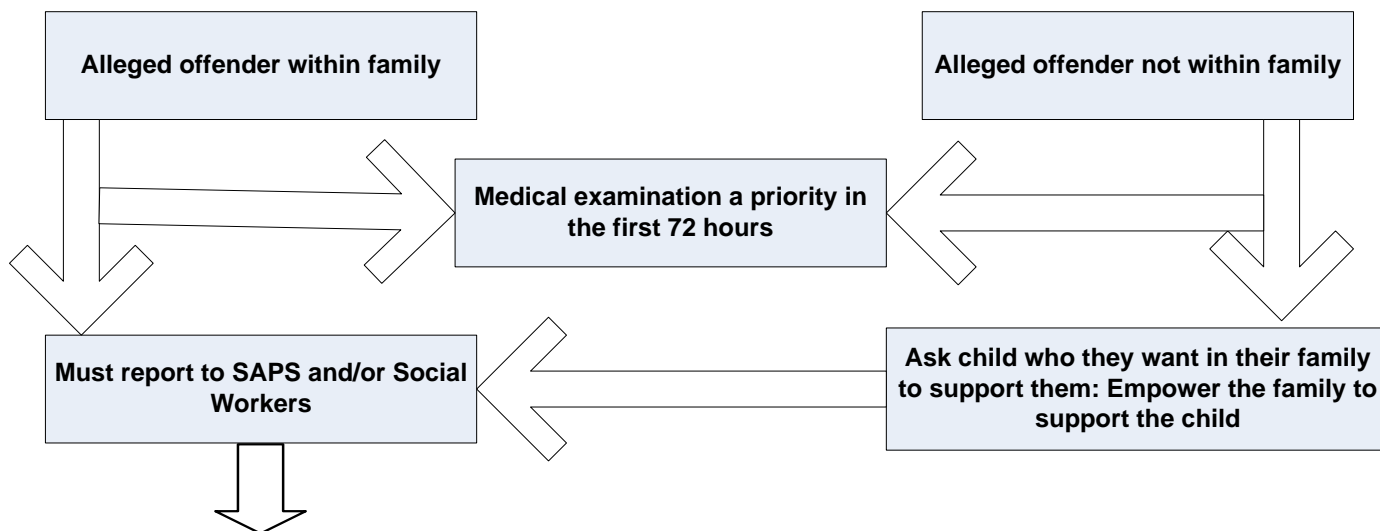 Alleged offender within family
Alleged offender not within family
Medical examination a priority in
the first 72 hours
Must report to SAPS and/or Social
Workers
Ask child who they want in their family
to support them: Empower the family to
support the child